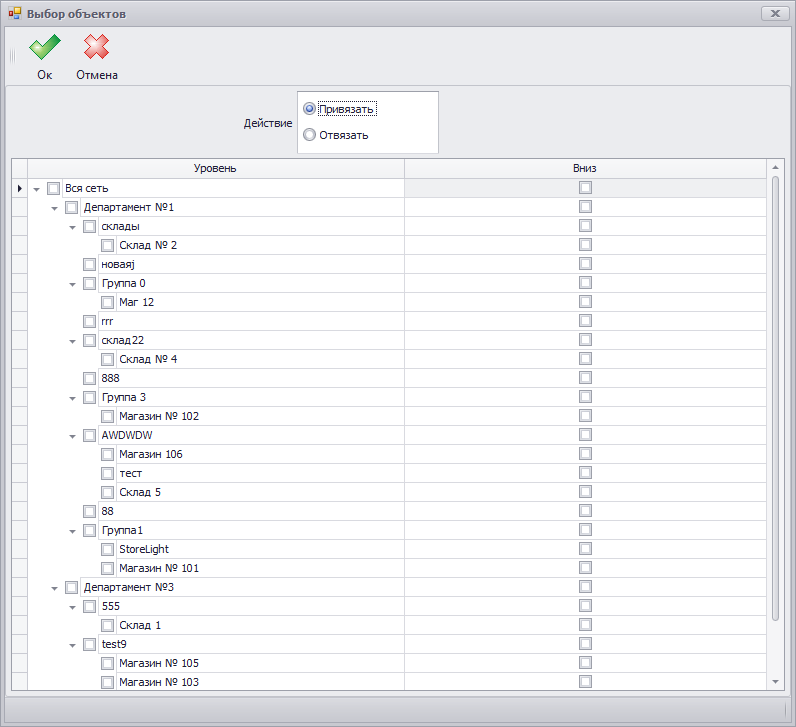 Выбор объектов
Ок Отмена
Действие
Привязать
Отвязать
Уровень Вниз
Вся сеть
Департамент №1
склады
Склад № 2
новаяj
Группа 0
Маг 12
rrr
склад22
Склад № 4
888
Группа 3
Магазин № 102
AWDWDW
Магазин 106
тест
Склад 5
88
Группа1
StoreLight
Магазин № 101
Департамент №3
555
Склад 1
test9
Магазин № 105
Магазин № 103